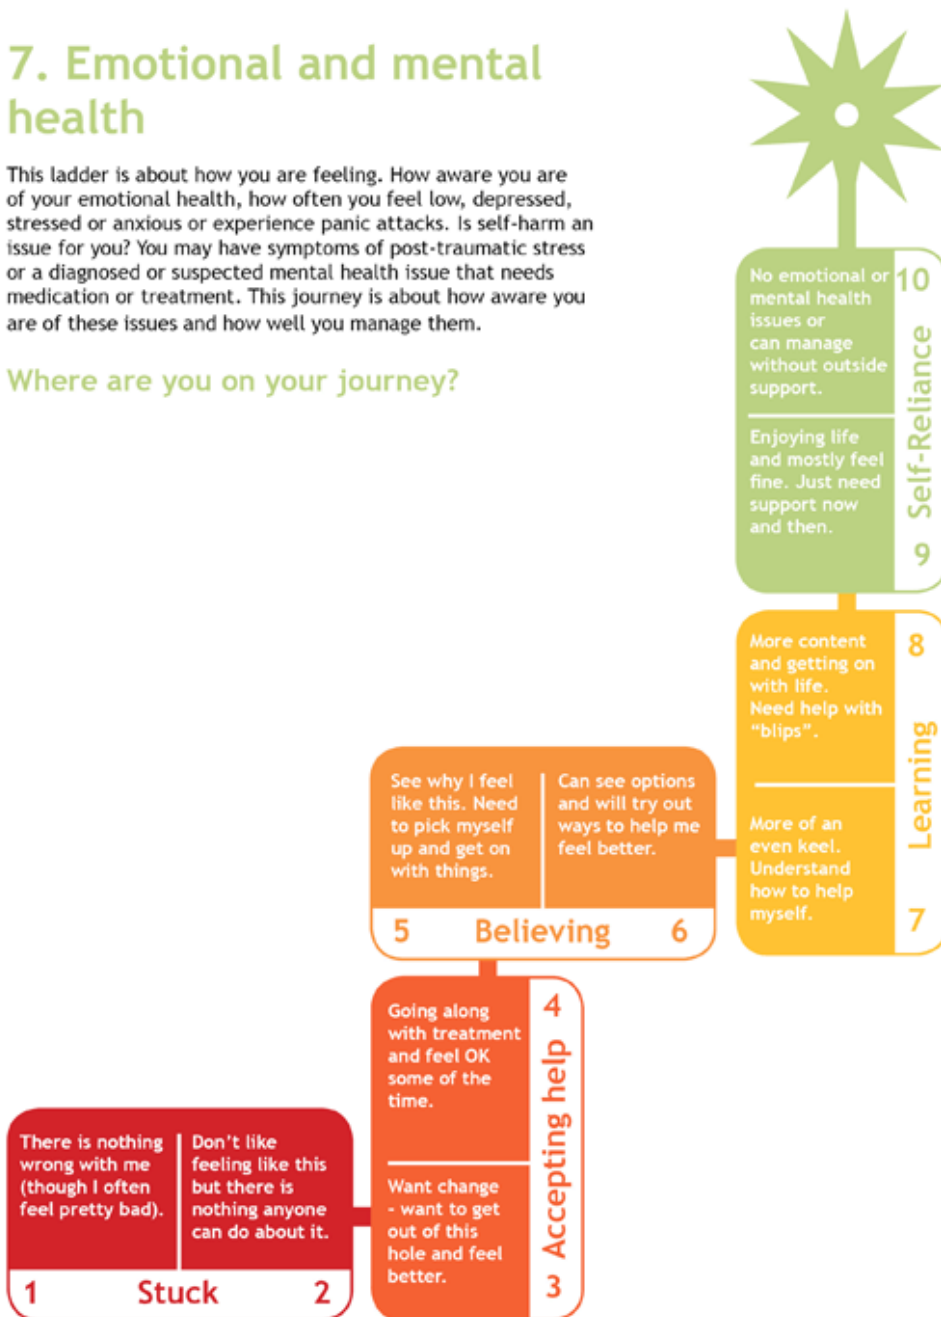 7. Emotional and mental
health
This ladder is about how you are feeling. How aware you are
of your emotional health, how often you feel low, depressed,
stressed or anxious or experience panic attacks. Is self-harm an
issue for you? You may have symptoms of post-traumatic stress
or a diagnosed or suspected mental health issue that needs
medication or treatment. This journey is about how aware you
are of these issues and how well you manage them.
Where are you on your journey?
No emotional or
mental health
issues or
can manage
without outside
support.
10
Enjoying life
and mostly feel
fine. Just need
support now
and then.
Self-Reliance
9
More content
and getting on
with life.
Need help with
“blips”.
8
Learning
More of an
even keel.
Understand
how to help
myself.
7
See why I feel
like this. Need
to pick myself
up and get on
with things.
Can see options
and will try out
ways to help me
feel better.
5 Believing 6
Going along
with treatment
and feel OK
some of the
time.
4
Accepting help
Want change
- want to get
out of this
hole and feel
better.
3
There is nothing
wrong with me
(though I often
feel pretty bad).
Don’t like
feeling like this
but there is
nothing anyone
can do about it.
1 Stuck 2